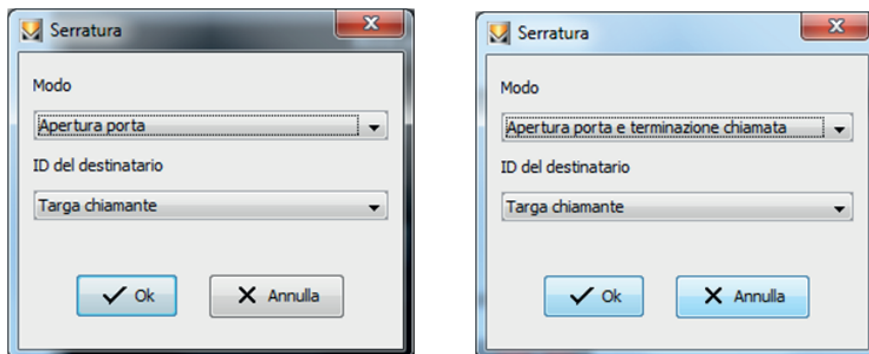 Serratura
Modo
Apertura porta
ID del destinatario
Targa chiamante
Ok
Annulla
Serratura
Modo
Apertura porta e terminazione chiamata
ID del destinatario
Targa chiamante
Ok
Annulla